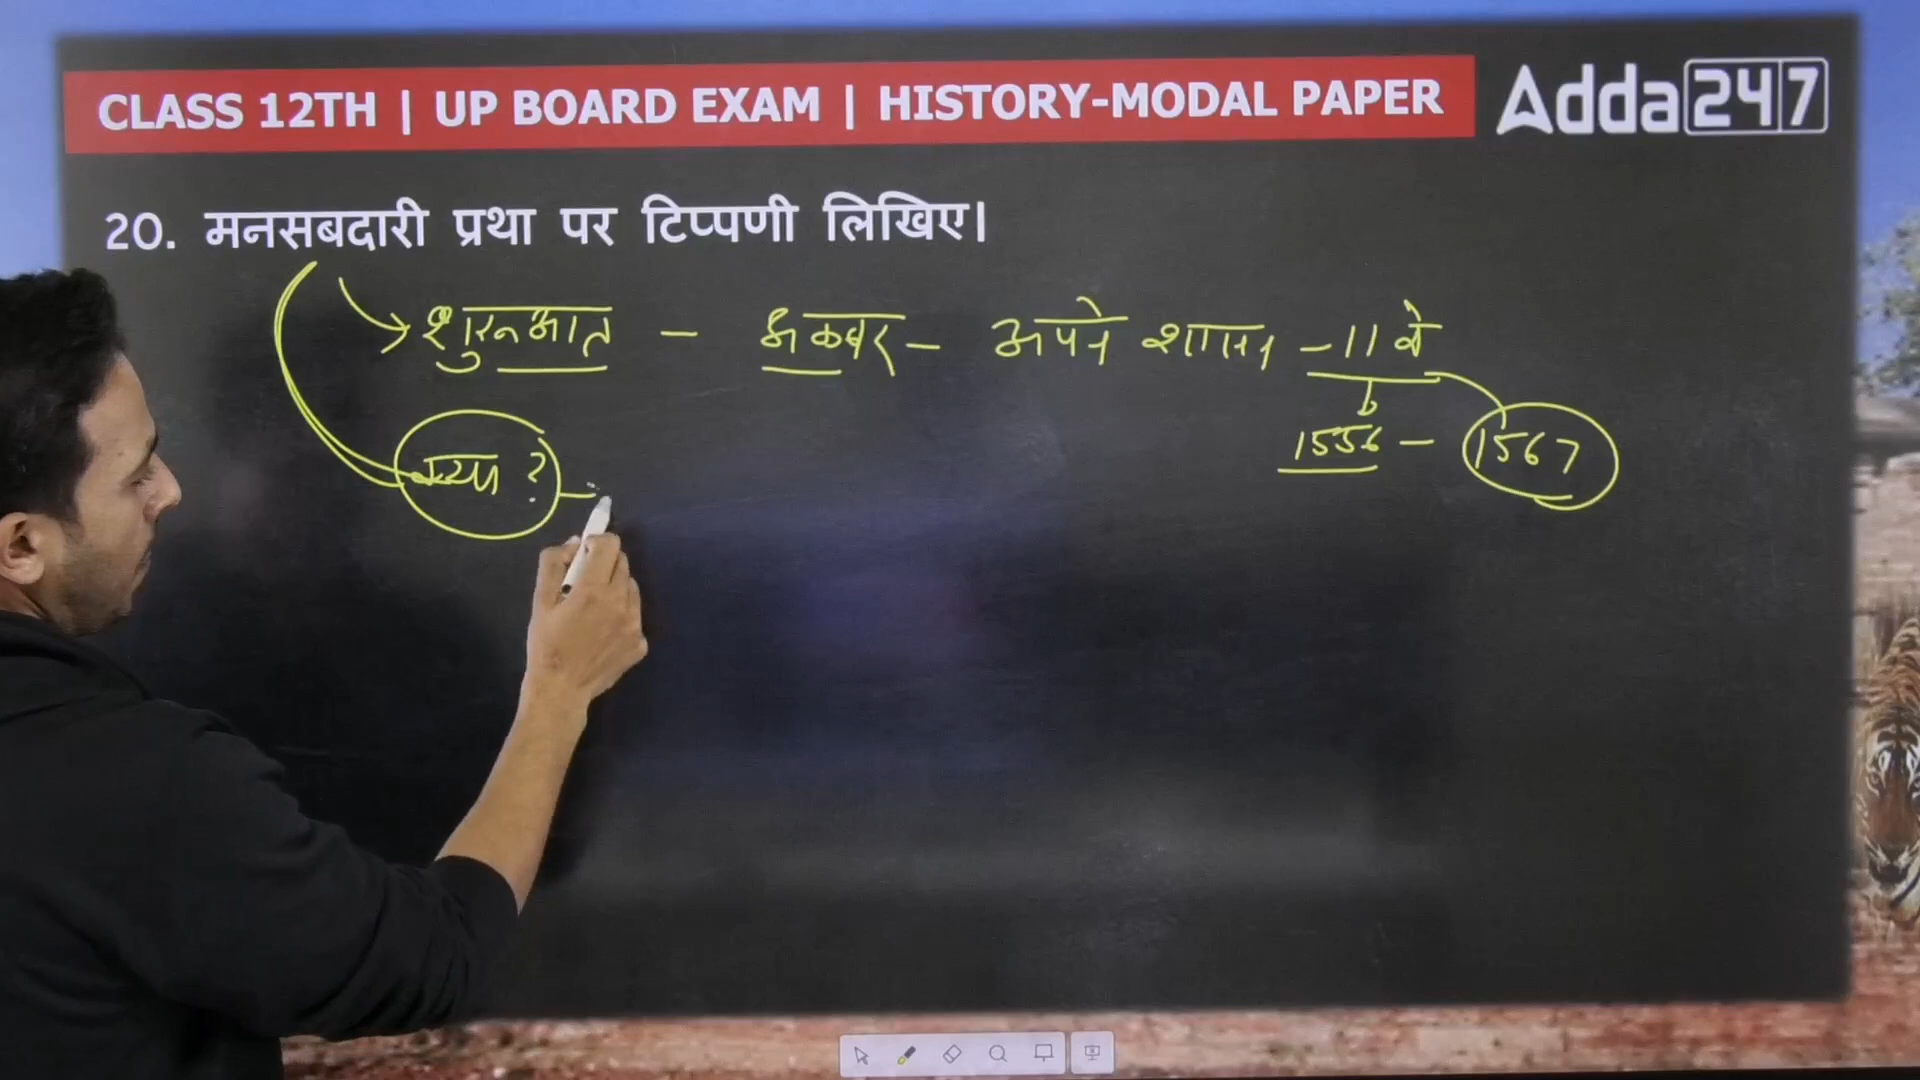 CLASS 12TH | UP BOARD EXAM | HISTORY-MODAL PAPER
Adda247
20. मनसबदारी प्रथा पर टिप्पणी लिखिए।
शुरुआत - अकबर - अपने शासन - 11 वे
1556 - 1567
क्या ?